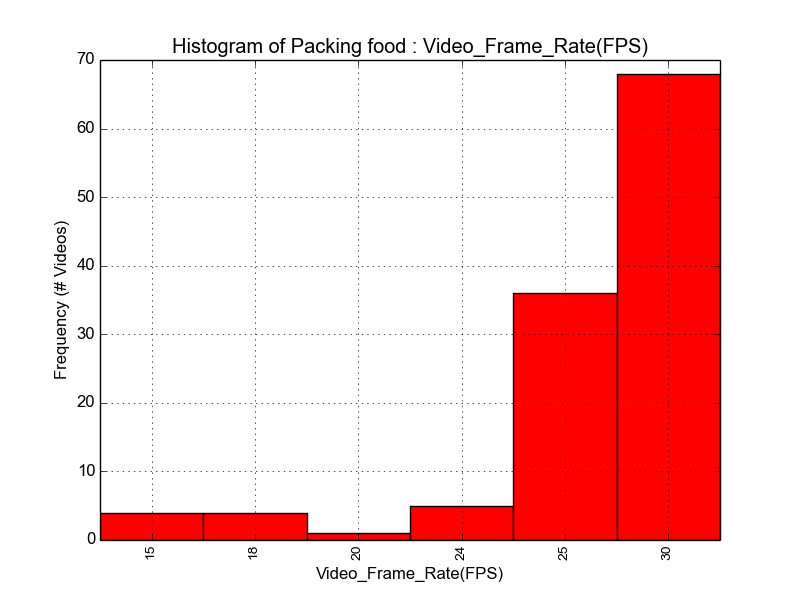 Histogram of Packing food : Video_Frame_Rate(FPS)
Frequency (# Videos)
70
60
50
40
30
20
10
0
15 18 20 24 25 30
Video_Frame_Rate(FPS)